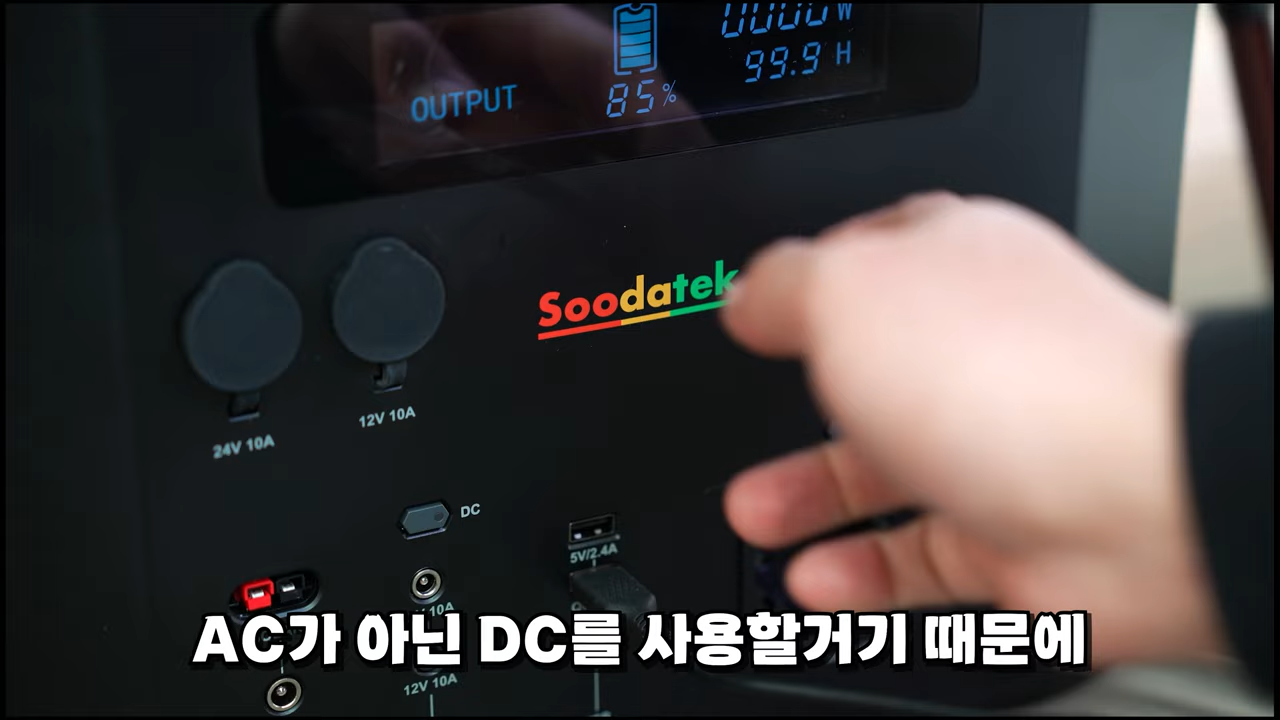 0000 W
99.9 H
OUTPUT
85%
Soodatek
24V 10A
12V 10A
DC
5V/2.4A
10A
12V 10A
AC가 아닌 DC를 사용할거기 때문에